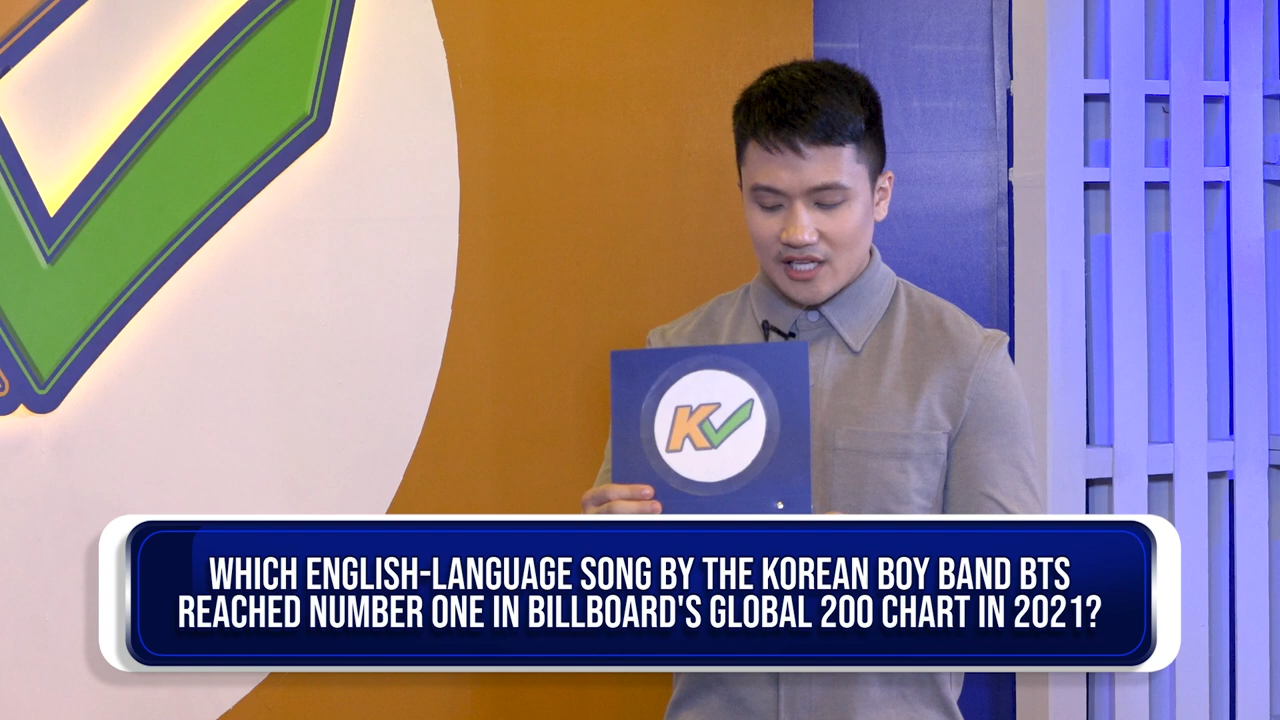 K
WHICH ENGLISH-LANGUAGE SONG BY THE KOREAN BOY BAND BTS
REACHED NUMBER ONE IN BILLBOARD'S GLOBAL 200 CHART IN 2021?